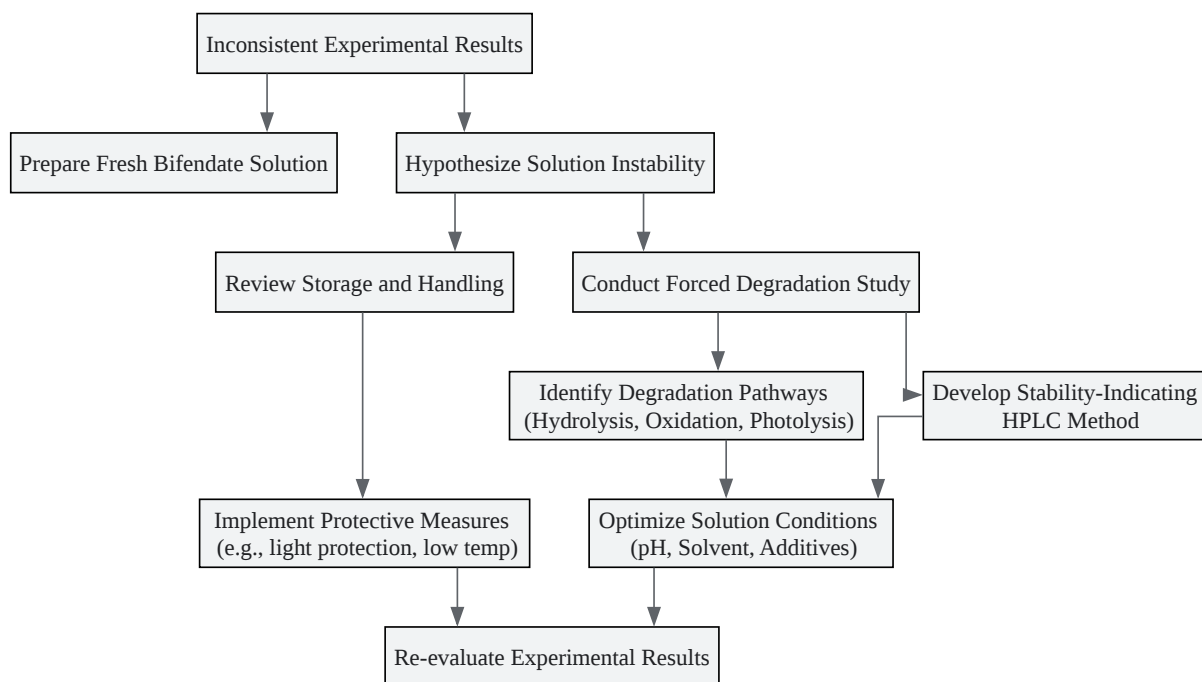 Inconsistent Experimental Results
Prepare Fresh Bifendate Solution
Hypothesize Solution Instability
Review Storage and Handling
Conduct Forced Degradation Study
Identify Degradation Pathways
(Hydrolysis, Oxidation, Photolysis)
Develop Stability-Indicating
HPLC Method
Implement Protective Measures
(e.g., light protection, low temp)
Optimize Solution Conditions
(pH, Solvent, Additives)
Re-evaluate Experimental Results